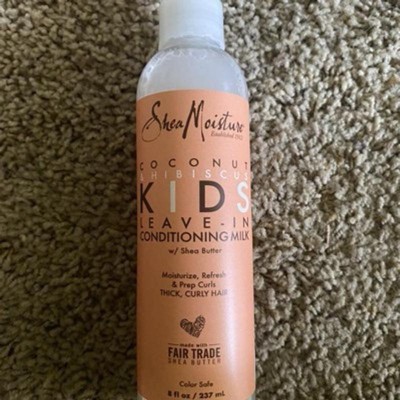 SheaMoisture
Established 1912
COCONUT
& HIBISCUS
KIDS
LEAVE-IN
CONDITIONING MILK
w/ Shea Butter
Moisturize, Refresh
& Prep Curls
THICK, CURLY HAIR
made with
FAIR TRADE
SHEA BUTTER
Color Safe
8 fl oz / 237 mL